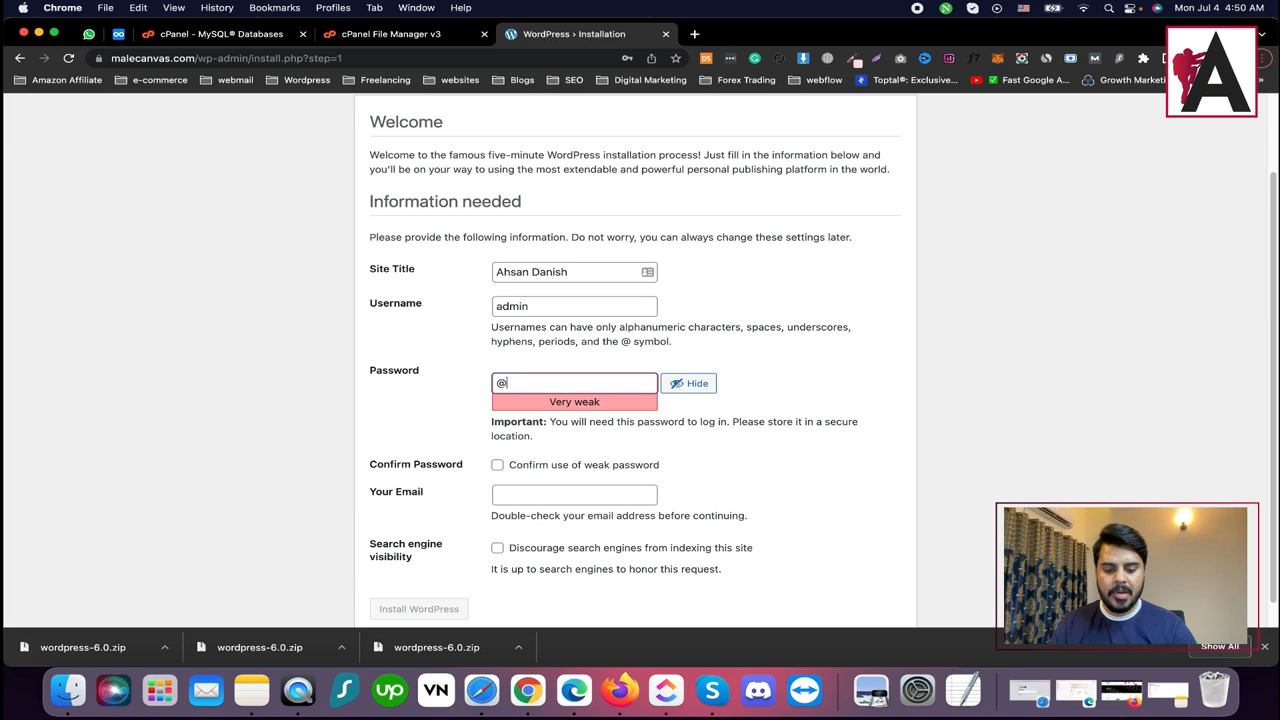 Chrome File Edit View History Bookmarks Profiles Tab Window Help Mon Jul 4 4:50 AM
cPanel - MySQL® Databases cPanel File Manager v3 WordPress › Installation
malecanvas.com/wp-admin/install.php?step=1
Amazon Affiliate e-commerce webmail Wordpress Freelancing websites Blogs SEO Digital Marketing Forex Trading webflow Toptal®: Exclusive... Fast Google A... Growth Market
A
Welcome
Welcome to the famous five-minute WordPress installation process! Just fill in the information below and
you'll be on your way to using the most extendable and powerful personal publishing platform in the world.
Information needed
Please provide the following information. Do not worry, you can always change these settings later.
Site Title Ahsan Danish
Username admin
Usernames can have only alphanumeric characters, spaces, underscores,
hyphens, periods, and the @ symbol.
Password @ Hide
Very weak
Important: You will need this password to log in. Please store it in a secure
location.
Confirm Password Confirm use of weak password
Your Email
Double-check your email address before continuing.
Search engine
visibility
Discourage search engines from indexing this site
It is up to search engines to honor this request.
Install WordPress
wordpress-6.0.zip wordpress-6.0.zip wordpress-6.0.zip Show All
up VN